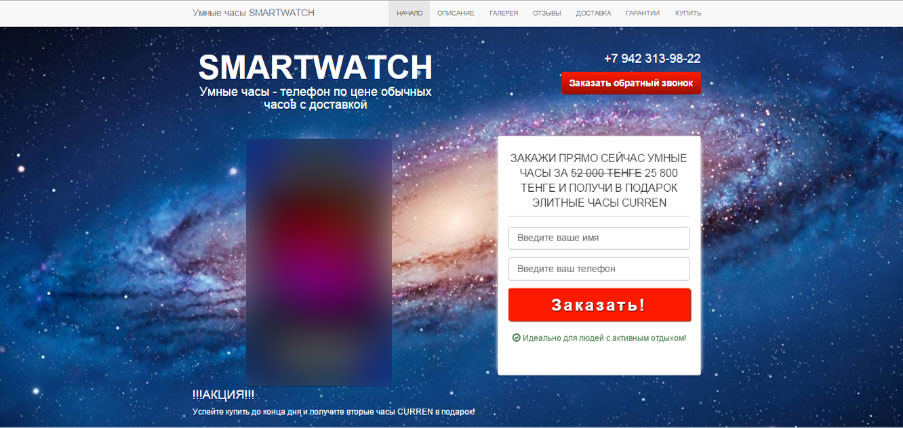 Умные часы SMARTWATCH
НАЧАЛО ОПИСАНИЕ ГАЛЕРЕЯ ОТЗЫВЫ ДОСТАВКА ГАРАНТИИ КУПИТЬ
SMARTWATCH
Умные часы - телефон по цене обычных
часов с доставкой
+7 942 313-98-22
Заказать обратный звонок
ЗАКАЖИ ПРЯМО СЕЙЧАС УМНЫЕ
ЧАСЫ ЗА 52 000 ТЕНГЕ 25 800
ТЕНГЕ И ПОЛУЧИ В ПОДАРОК
ЭЛИТНЫЕ ЧАСЫ CURREN
Введите ваше имя
Введите ваш телефон
Заказать!
Идеально для людей с активным отдыхом!
!!!АКЦИЯ!!!
Успейте купить до конца дня и получите вторые часы CURREN в подарок!